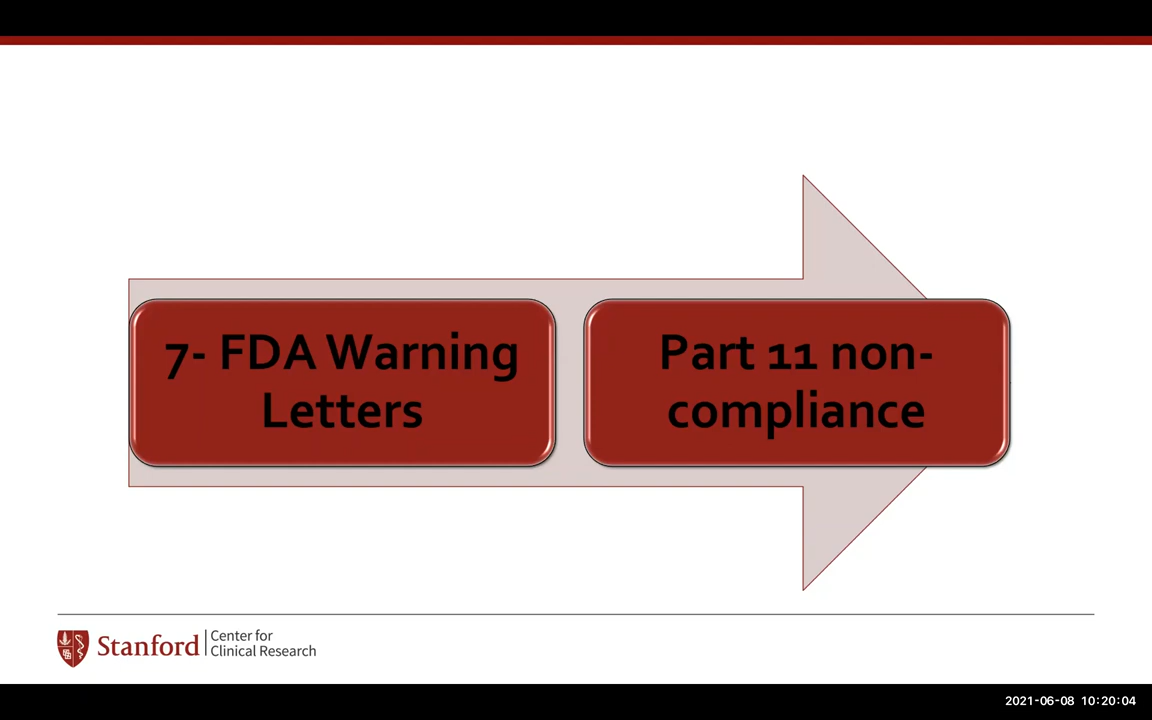 7- FDA Warning
Letters
Part 11 non-
compliance
Stanford
Center for
Clinical Research
2021-06-08 10:20:04